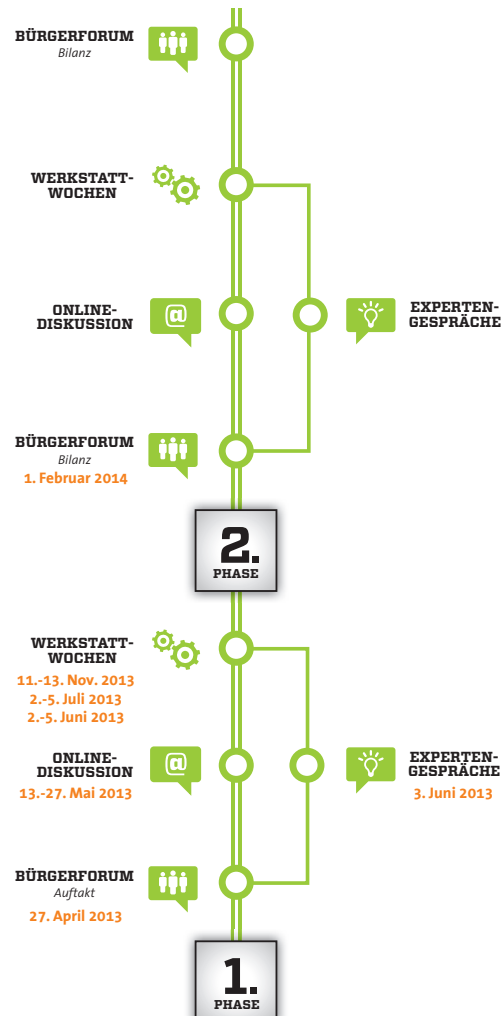 BÜRGERFORUM
Bilanz
WERKSTATT-
WOCHEN
ONLINE-
DISKUSSION
@
EXPERTEN-
GESPRÄCHE
BÜRGERFORUM
Bilanz
1. Februar 2014
2.
PHASE
WERKSTATT-
WOCHEN
11.-13. Nov. 2013
2.-5. Juli 2013
2.-5. Juni 2013
ONLINE-
DISKUSSION
13.-27. Mai 2013
@
EXPERTEN-
GESPRÄCHE
3. Juni 2013
BÜRGERFORUM
Auftakt
27. April 2013
1.
PHASE